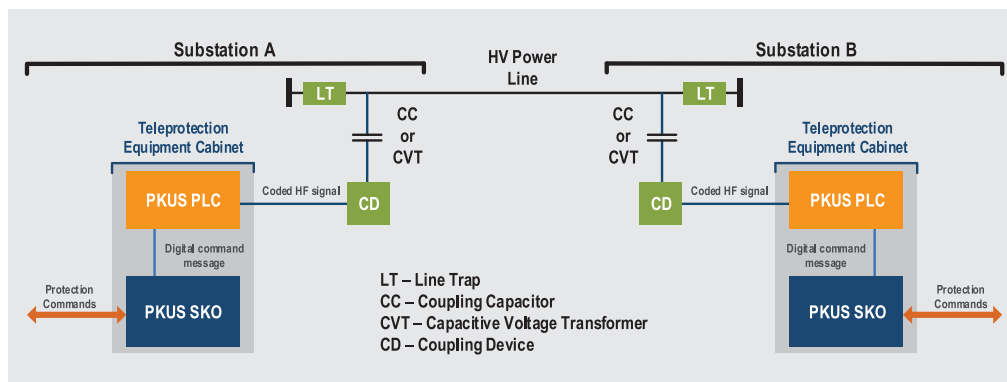 Substation A
HV Power
Line
Substation B
LT
LT
CC
or
CVT
CC
or
CVT
Teleprotection
Equipment Cabinet
Teleprotection
Equipment Cabinet
PKUS PLC
Coded HF signal
CD
CD
Coded HF signal
PKUS PLC
Digital command
message
Digital command
message
Protection
Commands
PKUS SKO
LT – Line Trap
CC – Coupling Capacitor
CVT – Capacitive Voltage Transformer
CD – Coupling Device
PKUS SKO
Protection
Commands